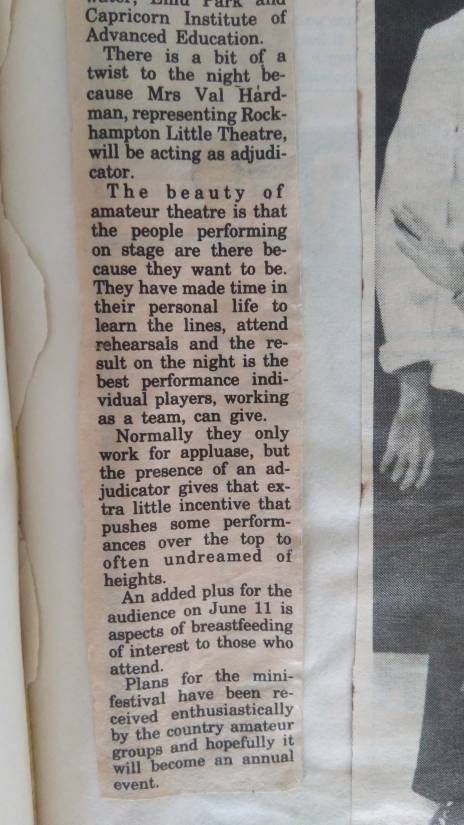 water, Emu Park and
Capricorn Institute of
Advanced Education.
There is a bit of a
twist to the night be-
cause Mrs Val Hard-
man, representing Rock-
hampton Little Theatre,
will be acting as adjudi-
cator.
The beauty of
amateur theatre is that
the people performing
on stage are there be-
cause they want to be.
They have made time in
their personal life to
learn the lines, attend
rehearsals and the re-
sult on the night is the
best performance indi-
vidual players, working
as a team, can give.
Normally they only
work for appluase, but
the presence of an ad-
judicator gives that ex-
tra little incentive that
pushes some perform-
ances over the top to
often undreamed of
heights.
An added plus for the
audience on June 11 is
aspects of breastfeeding
of interest to those who
attend.
Plans for the mini-
festival have been re-
ceived enthusiastically
by the country amateur
groups and hopefully it
will become an annual
event.